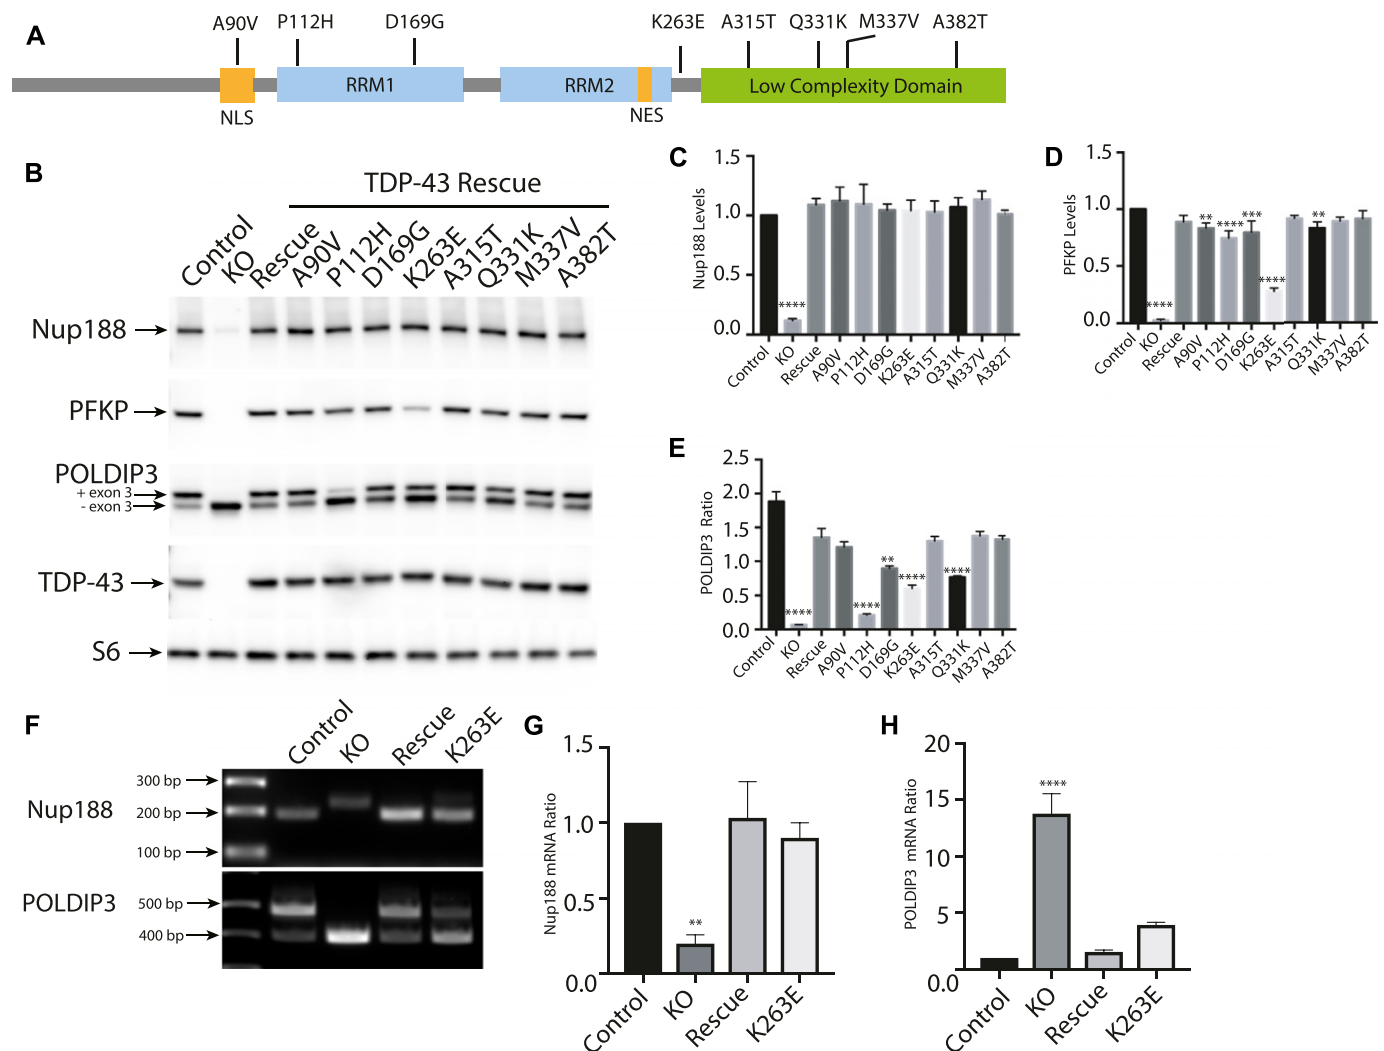 A
A90V
P112H
D169G
K263E
A315T
Q331K
M337V
A382T
RRM1
RRM2
Low Complexity Domain
NLS
NES
B
TDP-43 Rescue
Control
KO
Rescue
A90V
P112H
D169G
K263E
A315T
Q331K
M337V
A382T
Nup188
PFKP
POLDIP3
+ exon 3
- exon 3
TDP-43
S6
C
Nup188 Levels
1.5
1.0
0.5
0.0
****
Control
KO
Rescue
A90V
P112H
D169G
K263E
A315T
Q331K
M337V
A382T
D
PFKP Levels
1.5
1.0
0.5
0.0
****
**
****
***
****
**
Control
KO
Rescue
A90V
P112H
D169G
K263E
A315T
Q331K
M337V
A382T
E
POLDIP3 Ratio
2.5
2.0
1.5
1.0
0.5
0.0
****
****
**
****
****
Control
KO
Rescue
A90V
P112H
D169G
K263E
A315T
Q331K
M337V
A382T
F
Control
KO
Rescue
K263E
Nup188
300 bp
200 bp
100 bp
POLDIP3
500 bp
400 bp
G
Nup188 mRNA Ratio
1.5
1.0
0.5
0.0
**
Control
KO
Rescue
K263E
H
POLDIP3 mRNA Ratio
20
15
10
5
0.0
****
Control
KO
Rescue
K263E